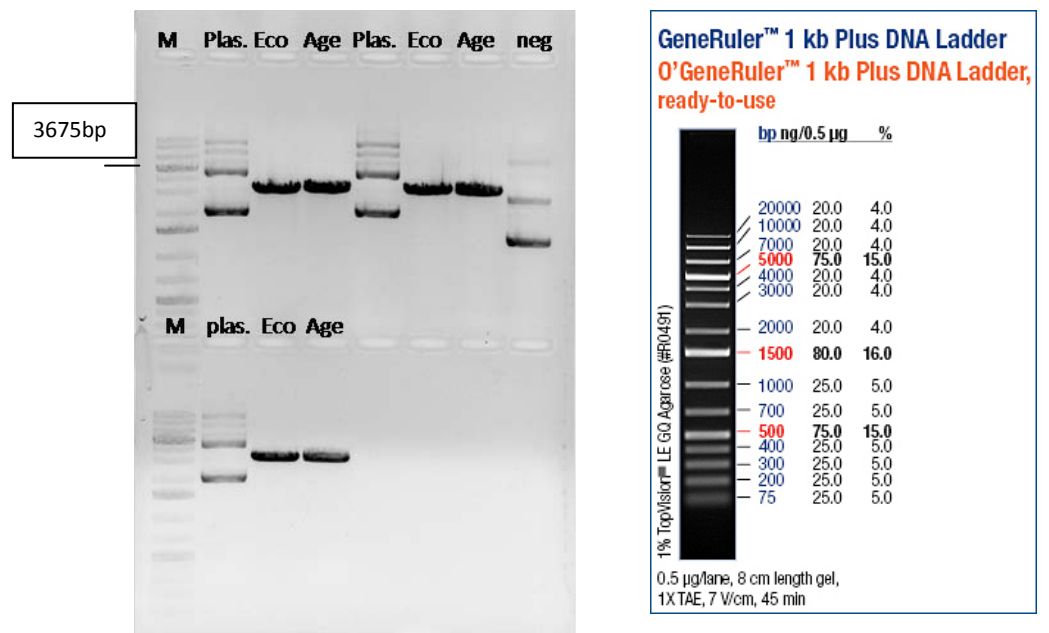 M Plas. Eco Age Plas. Eco Age neg
3675bp
M plas. Eco Age
GeneRuler™ 1 kb Plus DNA Ladder
O'GeneRuler™ 1 kb Plus DNA Ladder,
ready-to-use
bp ng/0.5 µg %
20000 20.0 4.0
10000 20.0 4.0
7000 20.0 4.0
5000 75.0 15.0
4000 20.0 4.0
3000 20.0 4.0
2000 20.0 4.0
1500 80.0 16.0
1000 25.0 5.0
700 25.0 5.0
500 75.0 15.0
400 25.0 5.0
300 25.0 5.0
200 25.0 5.0
75 25.0 5.0
1% TopVision™ LE GQ Agarose (#R0491)
0.5 µg/lane, 8 cm length gel,
1X TAE, 7 V/cm, 45 min